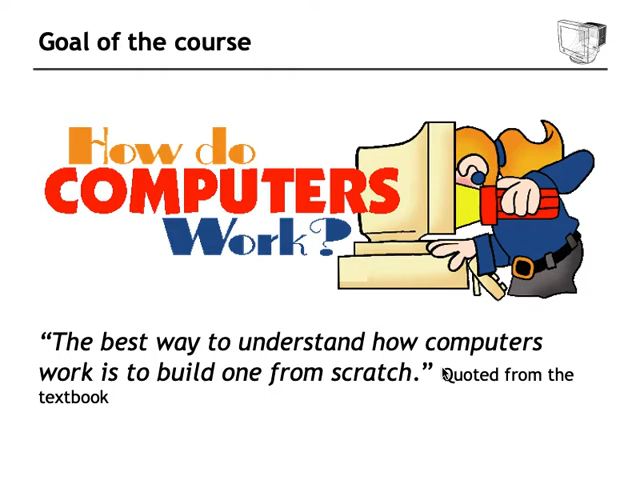 Goal of the course
How do
COMPUTERS
Work?
“The best way to understand how computers
work is to build one from scratch.” Quoted from the
textbook